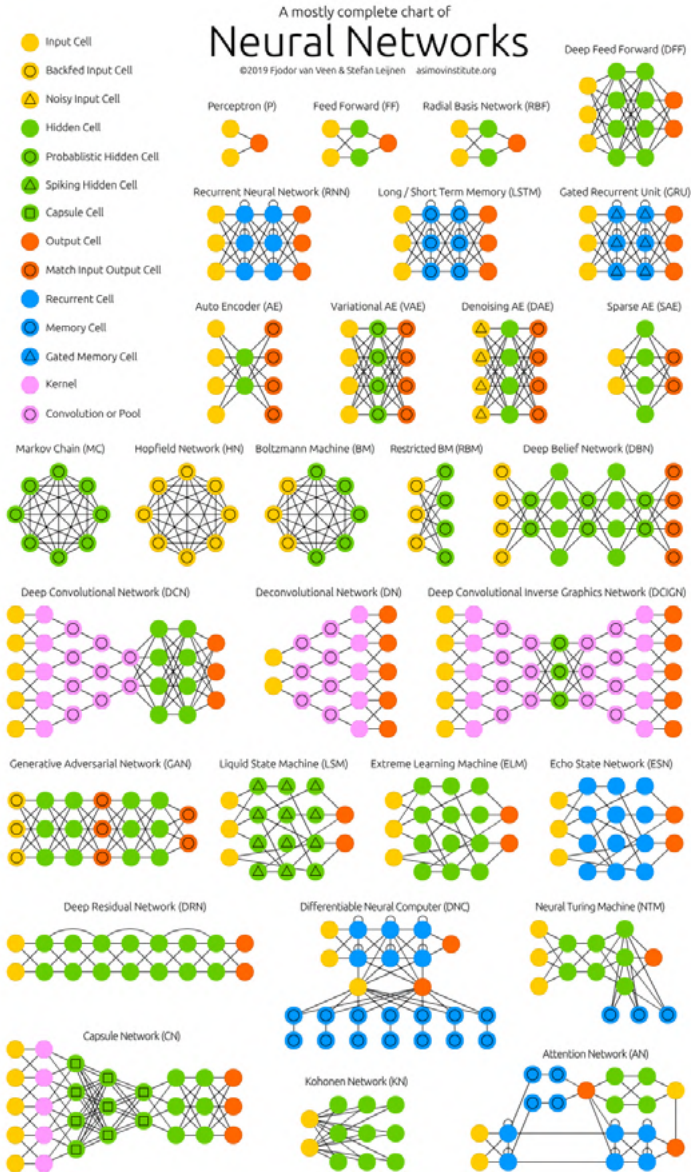 A mostly complete chart of
Neural Networks
©2019 Fjodor van Veen & Stefan Leijnen asimovinstitute.org
Input Cell
Backfed Input Cell
Noisy Input Cell
Hidden Cell
Probablistic Hidden Cell
Spiking Hidden Cell
Capsule Cell
Output Cell
Match Input Output Cell
Recurrent Cell
Memory Cell
Gated Memory Cell
Kernel
Convolution or Pool
Deep Feed Forward (DFF)
Perceptron (P) Feed Forward (FF) Radial Basis Network (RBF)
Recurrent Neural Network (RNN) Long / Short Term Memory (LSTM) Gated Recurrent Unit (GRU)
Auto Encoder (AE) Variational AE (VAE) Denoising AE (DAE) Sparse AE (SAE)
Markov Chain (MC) Hopfield Network (HN) Boltzmann Machine (BM) Restricted BM (RBM) Deep Belief Network (DBN)
Deep Convolutional Network (DCN) Deconvolutional Network (DN) Deep Convolutional Inverse Graphics Network (DCIGN)
Generative Adversarial Network (GAN) Liquid State Machine (LSM) Extreme Learning Machine (ELM) Echo State Network (ESN)
Deep Residual Network (DRN) Differentiable Neural Computer (DNC) Neural Turing Machine (NTM)
Capsule Network (CN) Kohonen Network (KN) Attention Network (AN)